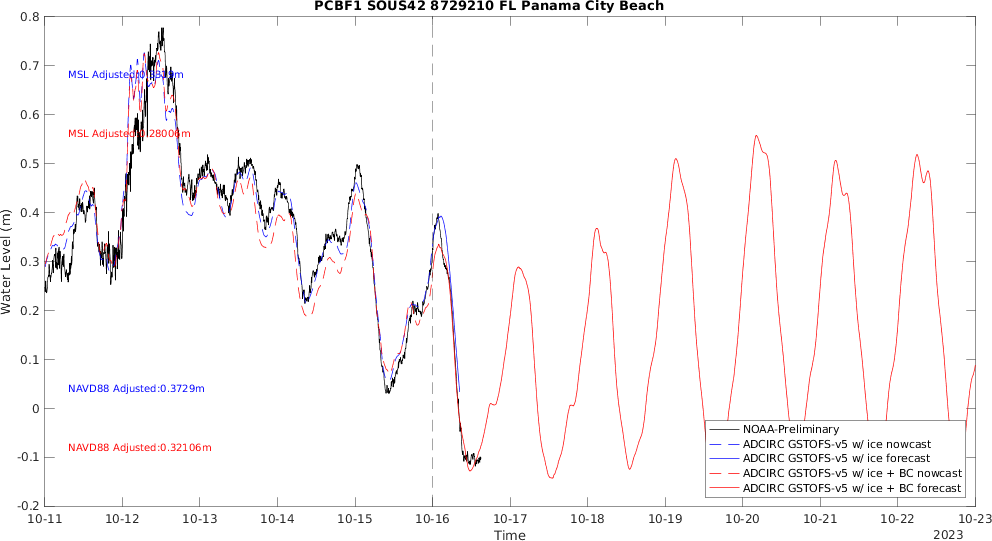 PCBF1 SOUS42 8729210 FL Panama City Beach
0.8
0.7
0.6
0.5
0.4
0.3
0.2
0.1
0
-0.1
-0.2
Water Level (m)
MSL Adjusted:
MSL Adjusted:0.28006m
NAVD88 Adjusted:0.3729m
NAVD88 Adjusted:0.32106m
NOAA-Preliminary
ADCIRC GSTOFS-v5 w/ ice nowcast
ADCIRC GSTOFS-v5 w/ ice forecast
ADCIRC GSTOFS-v5 w/ ice + BC nowcast
ADCIRC GSTOFS-v5 w/ ice + BC forecast
10-11 10-12 10-13 10-14 10-15 10-16 10-17 10-18 10-19 10-20 10-21 10-22 10-23
Time
2023